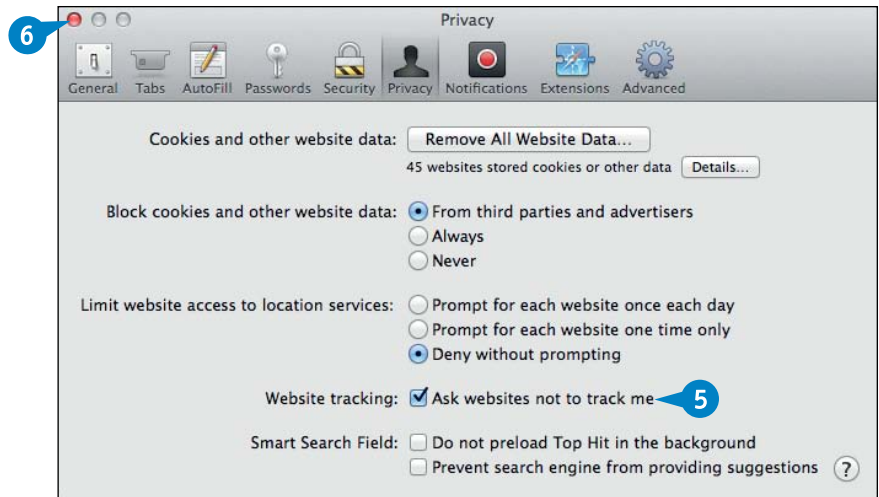 6
Privacy
General Tabs AutoFill Passwords Security Privacy Notifications Extensions Advanced
Cookies and other website data: Remove All Website Data...
45 websites stored cookies or other data Details...
Block cookies and other website data: From third parties and advertisers
Always
Never
Limit website access to location services: Prompt for each website once each day
Prompt for each website one time only
Deny without prompting
Website tracking: Ask websites not to track me 5
Smart Search Field: Do not preload Top Hit in the background
Prevent search engine from providing suggestions ?